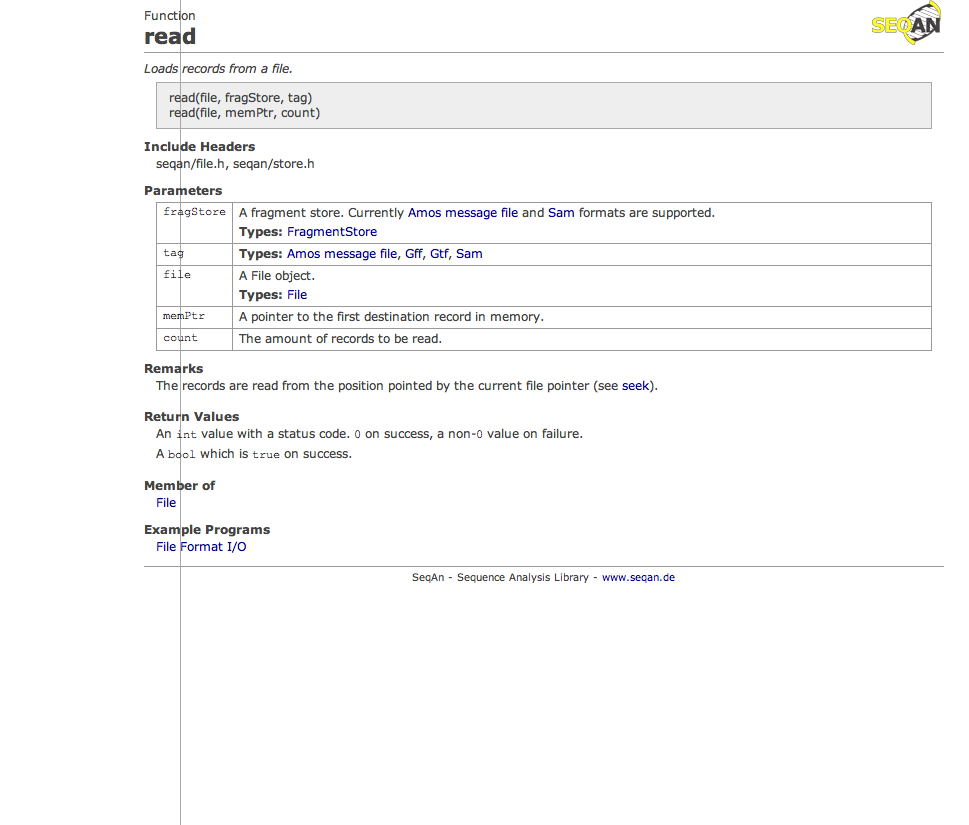 Function
read
SEQAN
Loads records from a file.
read(file, fragStore, tag)
read(file, memPtr, count)
Include Headers
seqan/file.h, seqan/store.h
Parameters
fragStore A fragment store. Currently Amos message file and Sam formats are supported.
Types: FragmentStore
tag Types: Amos message file, Gff, Gtf, Sam
file A File object.
Types: File
memPtr A pointer to the first destination record in memory.
count The amount of records to be read.
Remarks
The records are read from the position pointed by the current file pointer (see seek).
Return Values
An int value with a status code. 0 on success, a non-0 value on failure.
A bool which is true on success.
Member of
File
Example Programs
File Format I/O
SeqAn - Sequence Analysis Library - www.seqan.de